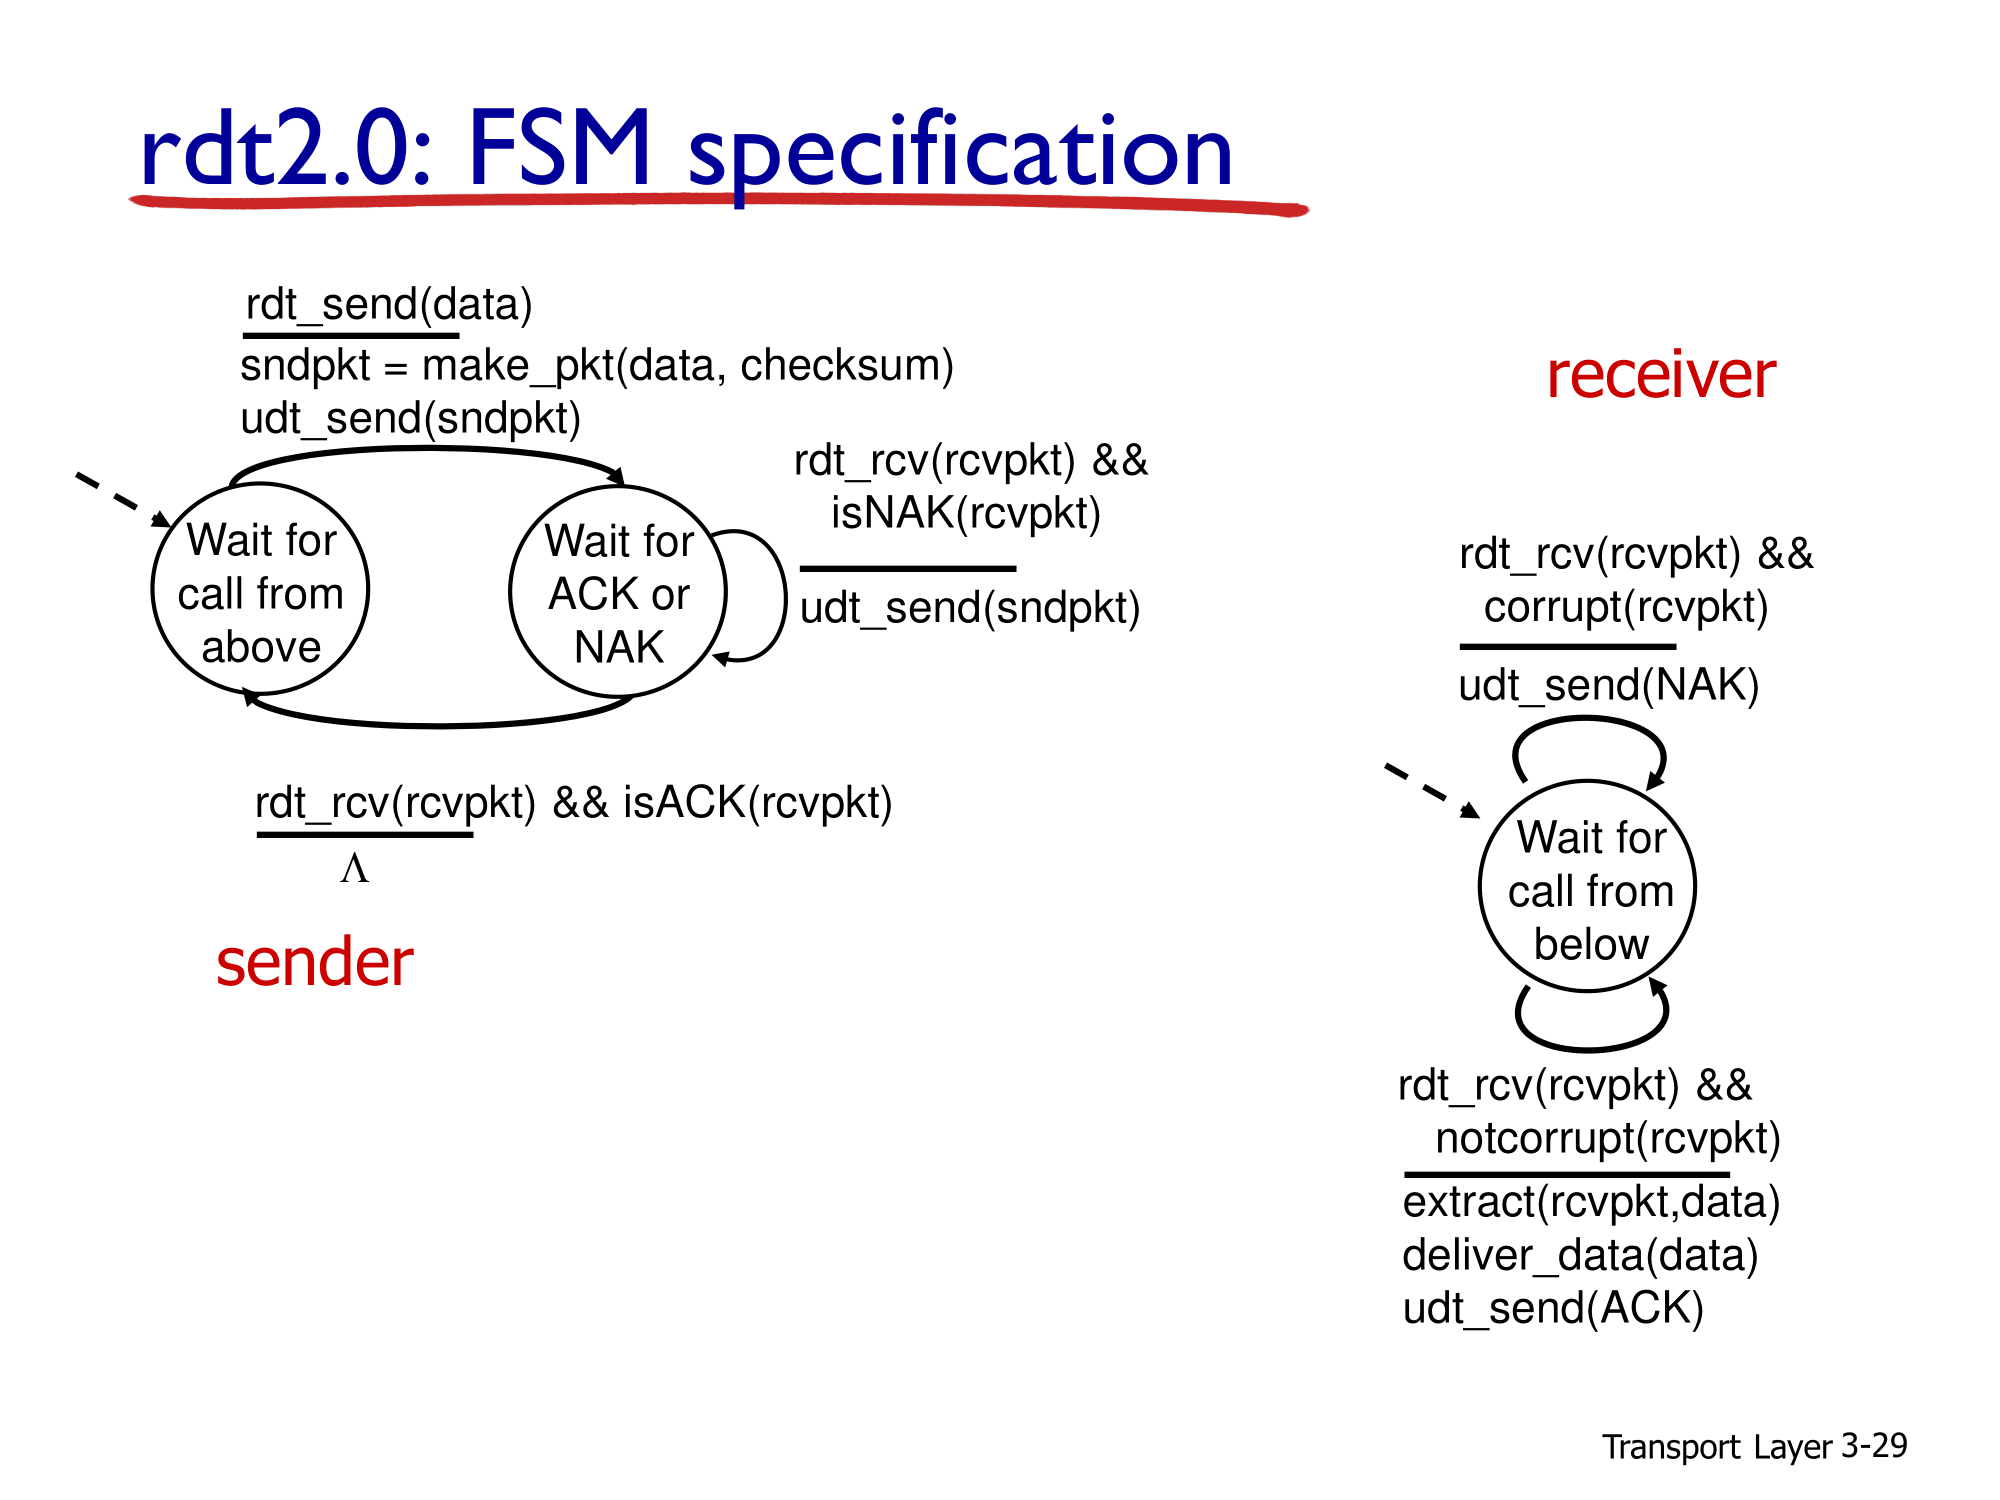 rdt2.0: FSM specification
rdt_send(data)
sndpkt = make_pkt(data, checksum)
udt_send(sndpkt)
Wait for
call from
above
Wait for
ACK or
NAK
rdt_rcv(rcvpkt) &&
isNAK(rcvpkt)
udt_send(sndpkt)
rdt_rcv(rcvpkt) && isACK(rcvpkt)
Λ
sender
receiver
rdt_rcv(rcvpkt) &&
corrupt(rcvpkt)
udt_send(NAK)
Wait for
call from
below
rdt_rcv(rcvpkt) &&
notcorrupt(rcvpkt)
extract(rcvpkt,data)
deliver_data(data)
udt_send(ACK)
Transport Layer 3-29